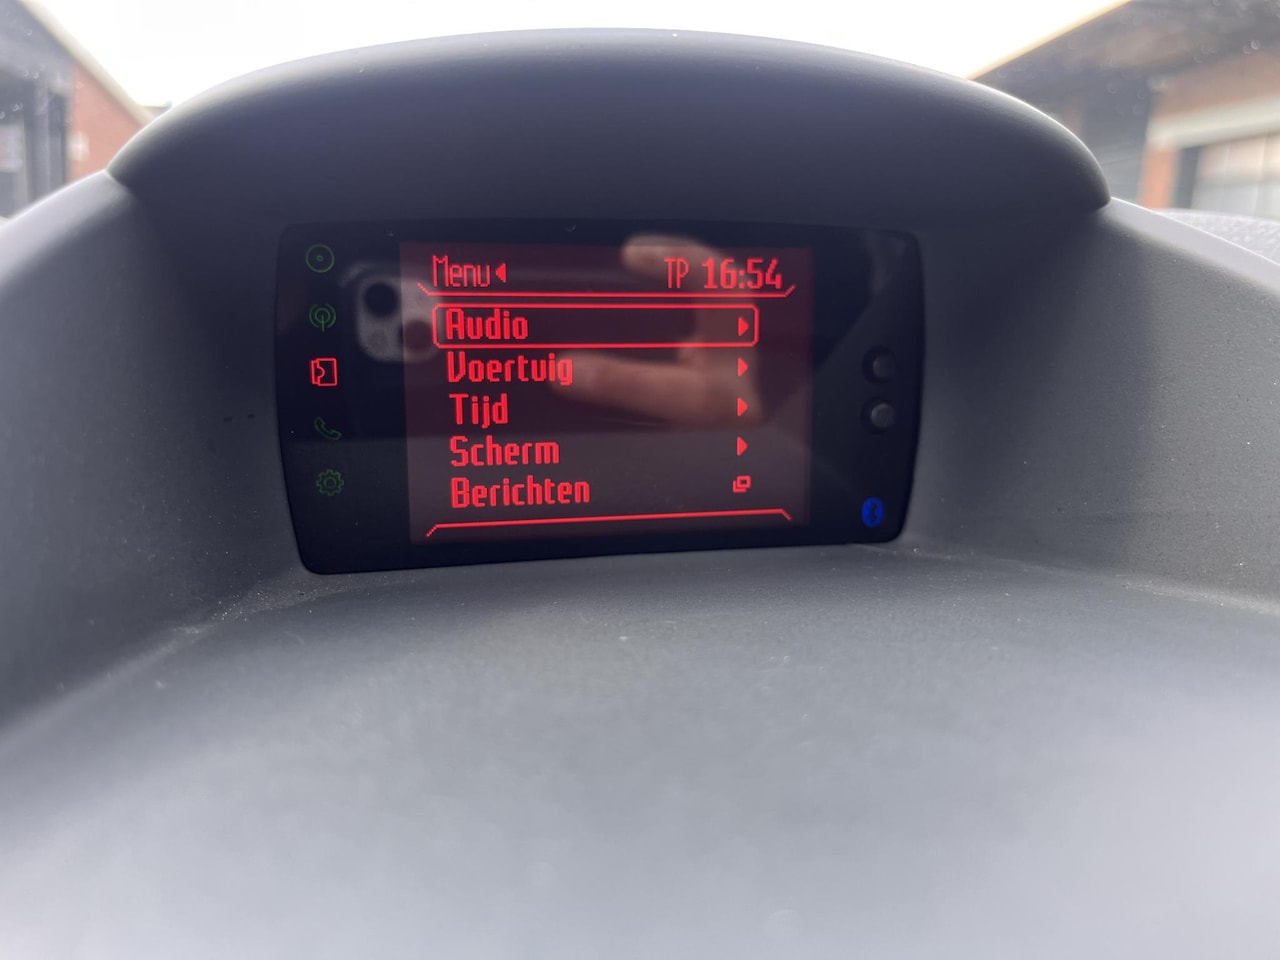 Menu
TP 16:54
Audio
Voertuig
Tijd
Scherm
Berichten